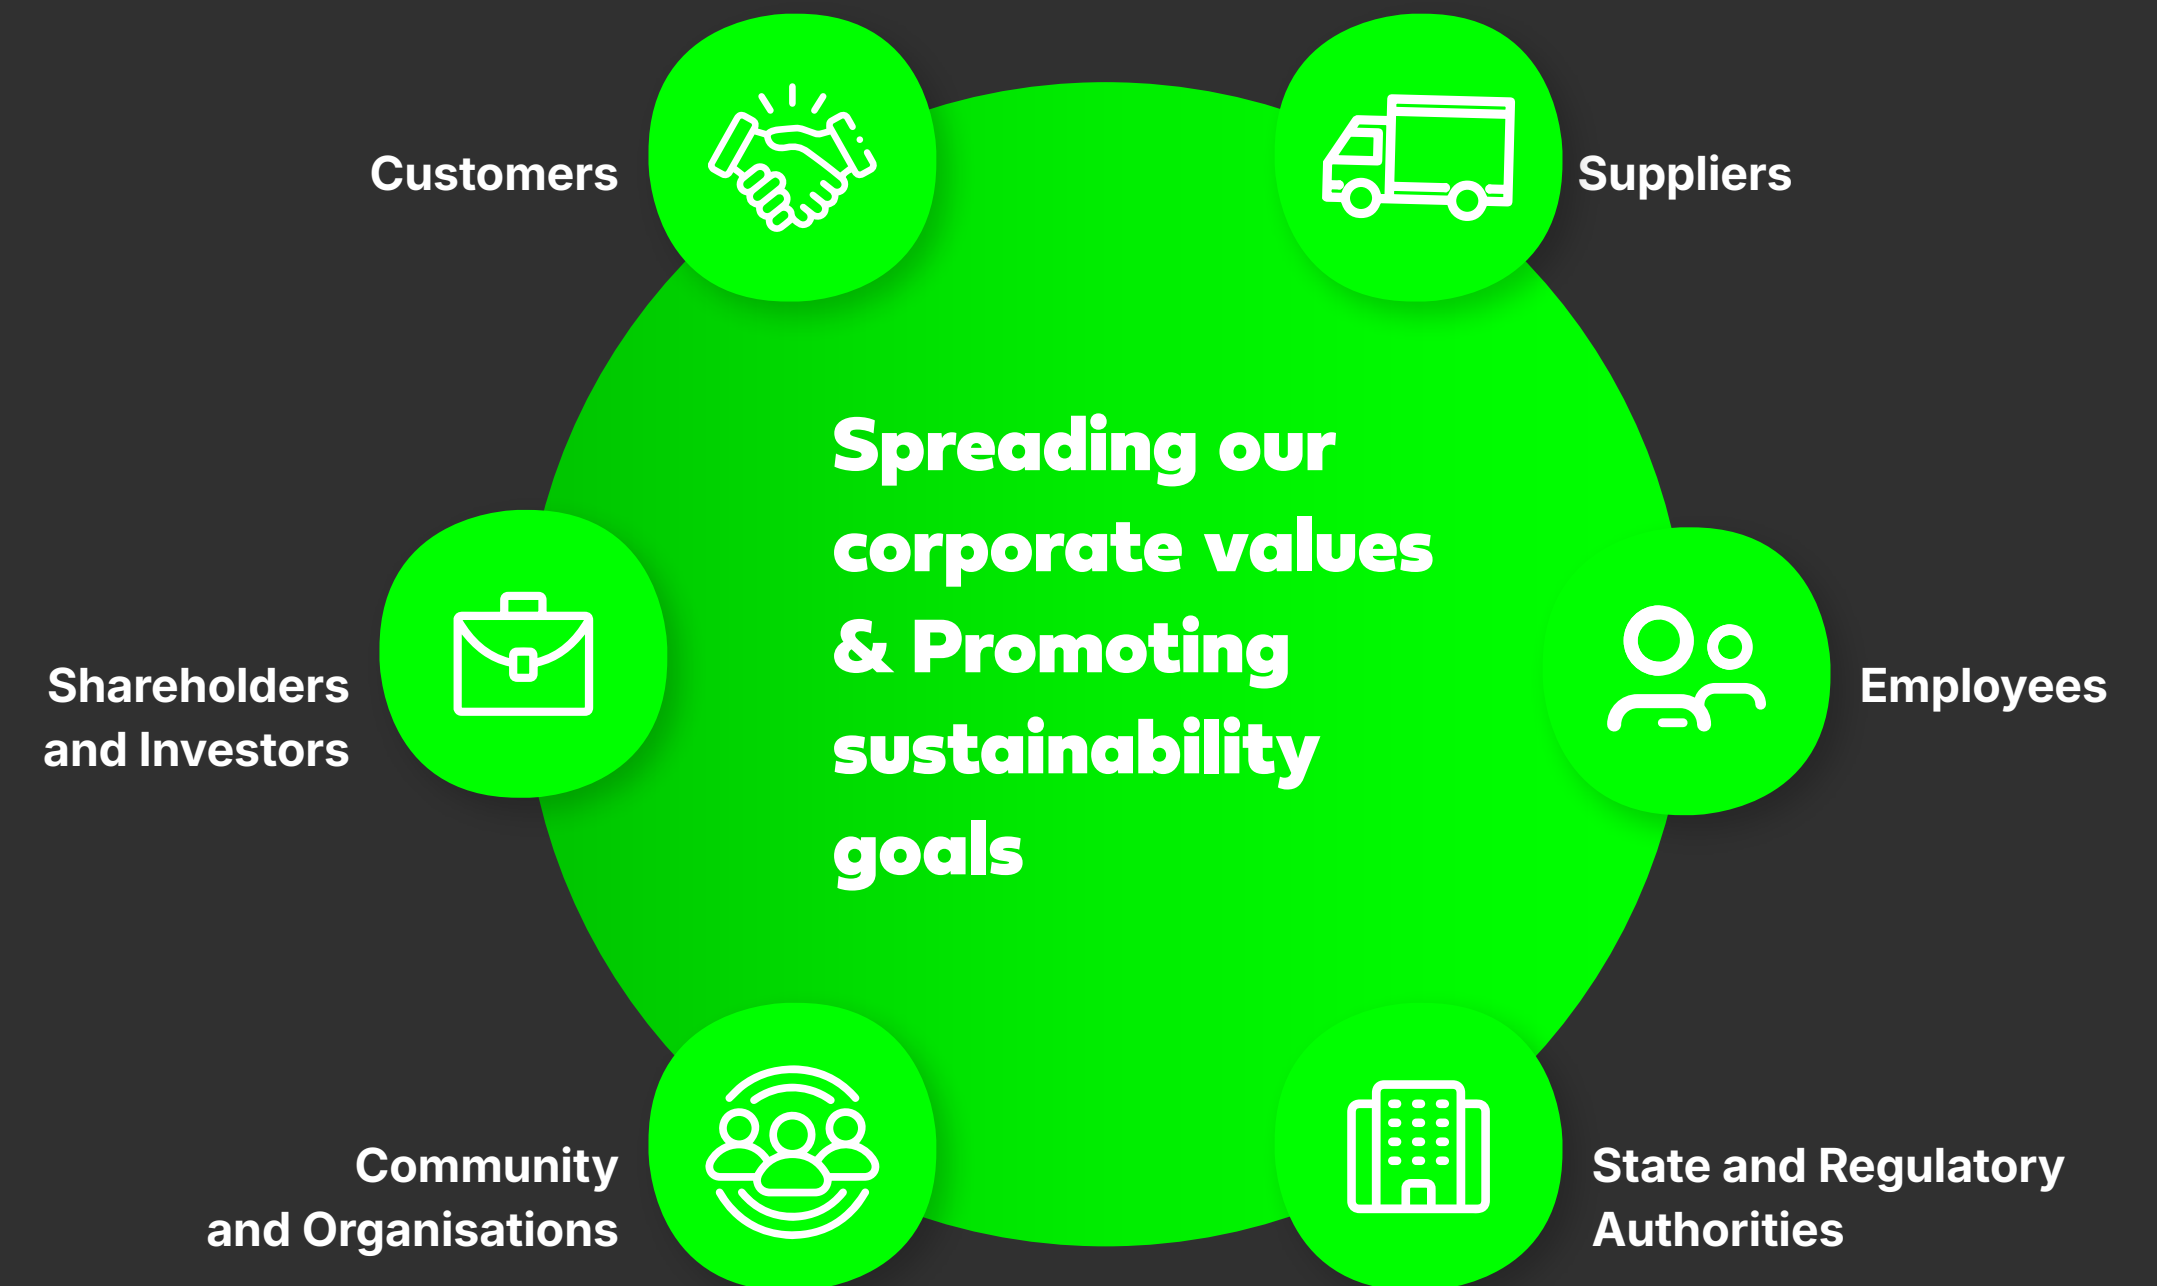 Customers
Suppliers
Spreading our
corporate values
& Promoting
sustainability
goals
Shareholders
and Investors
Employees
Community
and Organisations
State and Regulatory
Authorities